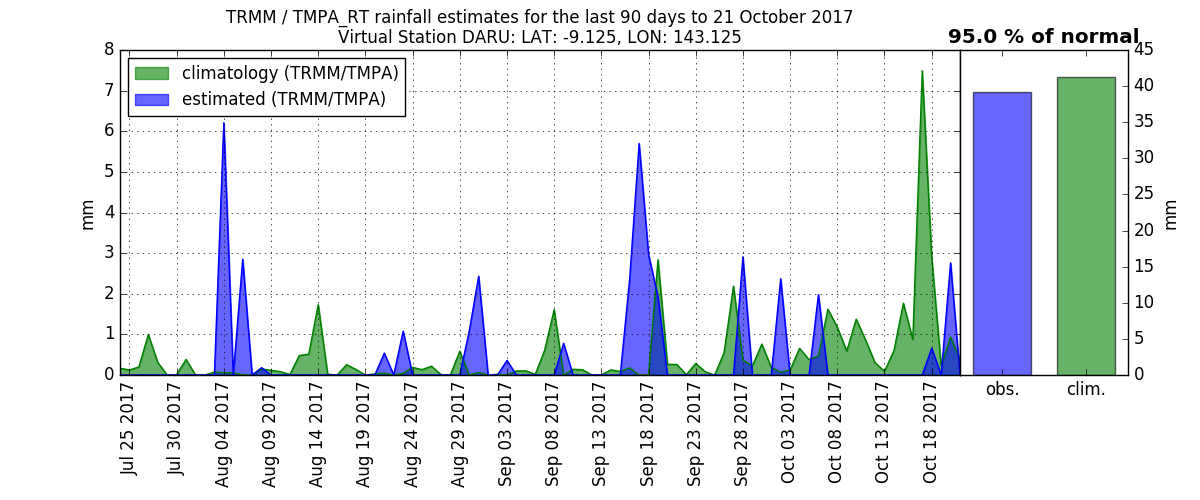 TRMM / TMPA_RT rainfall estimates for the last 90 days to 21 October 2017
Virtual Station DARU: LAT: -9.125, LON: 143.125
95.0 % of normal
climatology (TRMM/TMPA)
estimated (TRMM/TMPA)
mm
8
7
6
5
4
3
2
1
0
45
40
35
30
25
20
15
10
5
0
mm
Jul 25 2017
Jul 30 2017
Aug 04 2017
Aug 09 2017
Aug 14 2017
Aug 19 2017
Aug 24 2017
Aug 29 2017
Sep 03 2017
Sep 08 2017
Sep 13 2017
Sep 18 2017
Sep 23 2017
Sep 28 2017
Oct 03 2017
Oct 08 2017
Oct 13 2017
Oct 18 2017
obs.
clim.